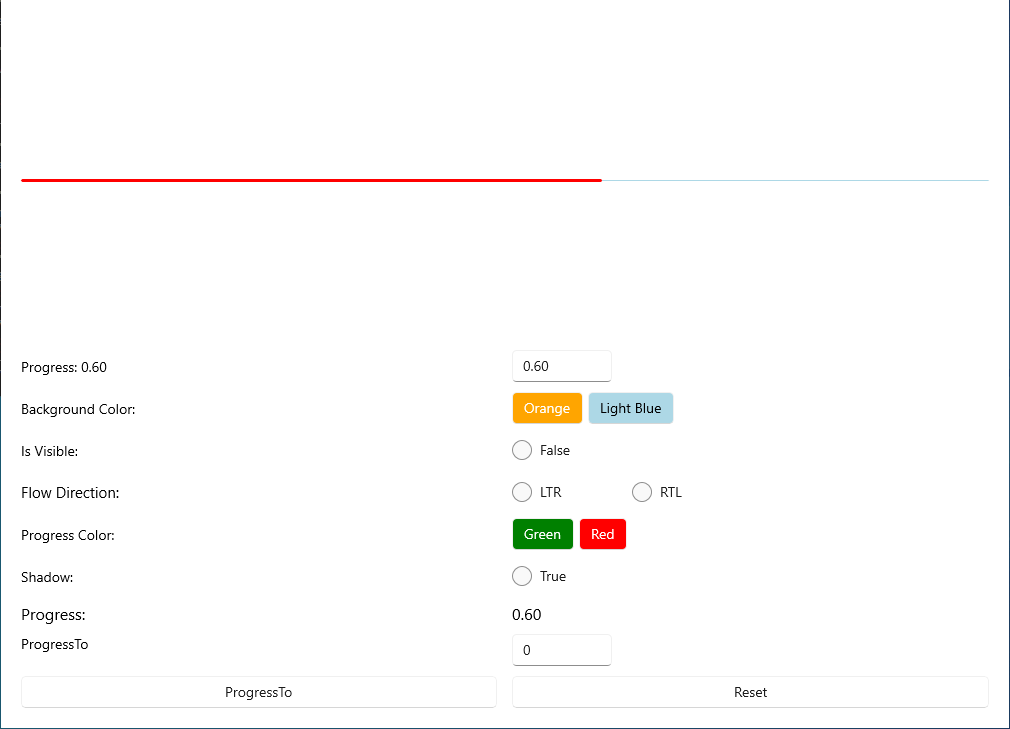 Progress: 0.60 0.60
Background Color: Orange Light Blue
Is Visible: False
Flow Direction: LTR RTL
Progress Color: Green Red
Shadow: True
Progress: 0.60
ProgressTo 0
ProgressTo Reset